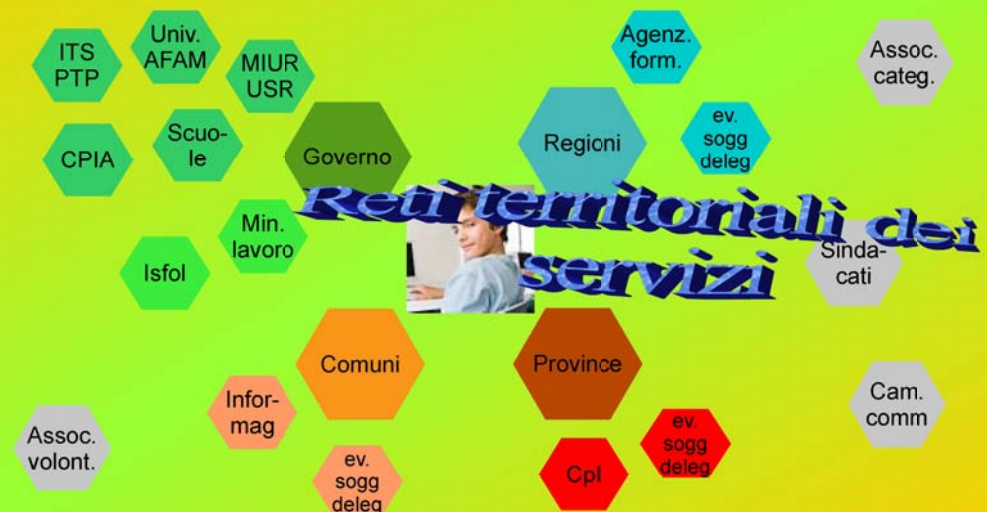 ITS
PTP
Univ.
AFAM
MIUR
USR
CPIA
Scuo-
le
Governo
Min.
lavoro
Isfol
Agenz.
form.
Regioni
ev.
sogg
deleg
Assoc.
categ.
Reti territoriali dei
servizi
Sinda-
cati
Comuni
Province
Infor-
mag
ev.
sogg
deleg
Assoc.
volont.
Cpl
ev.
sogg
deleg
Cam.
comm